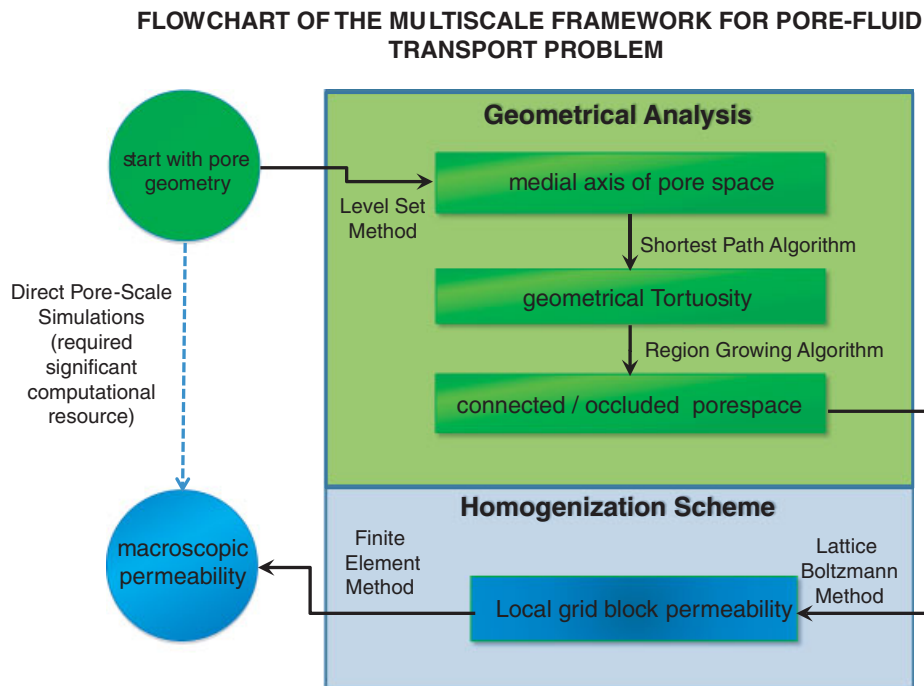 FLOWCHART OF THE MULTISCALE FRAMEWORK FOR PORE-FLUID
TRANSPORT PROBLEM
Geometrical Analysis
start with pore
geometry
medial axis of pore space
Level Set
Method
Shortest Path Algorithm
Direct Pore-Scale
Simulations
(required
significant
computational
resource)
geometrical Tortuosity
Region Growing Algorithm
connected / occluded porespace
Homogenization Scheme
macroscopic
permeability
Finite
Element
Method
Local grid block permeability
Lattice
Boltzmann
Method